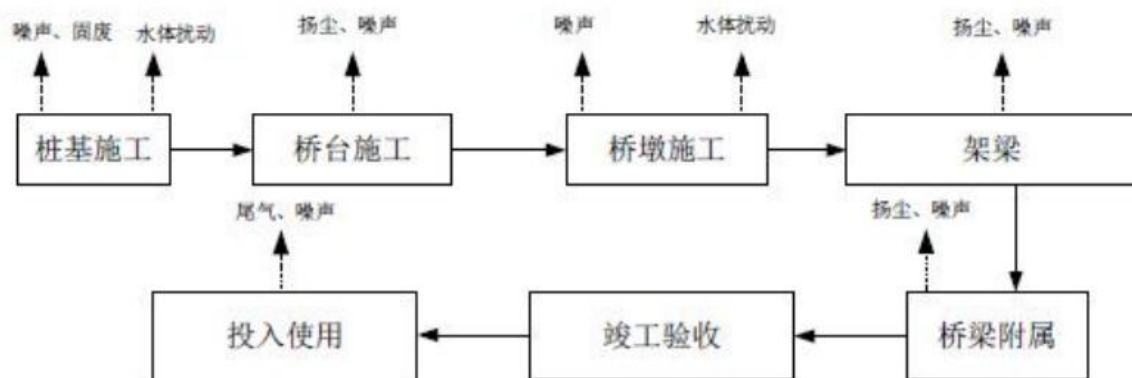 噪声、固废 水体扰动 扬尘、噪声 噪声 水体扰动 扬尘、噪声
桩基施工 桥台施工 桥墩施工 架梁
尾气、噪声 扬尘、噪声
投入使用 竣工验收 桥梁附属